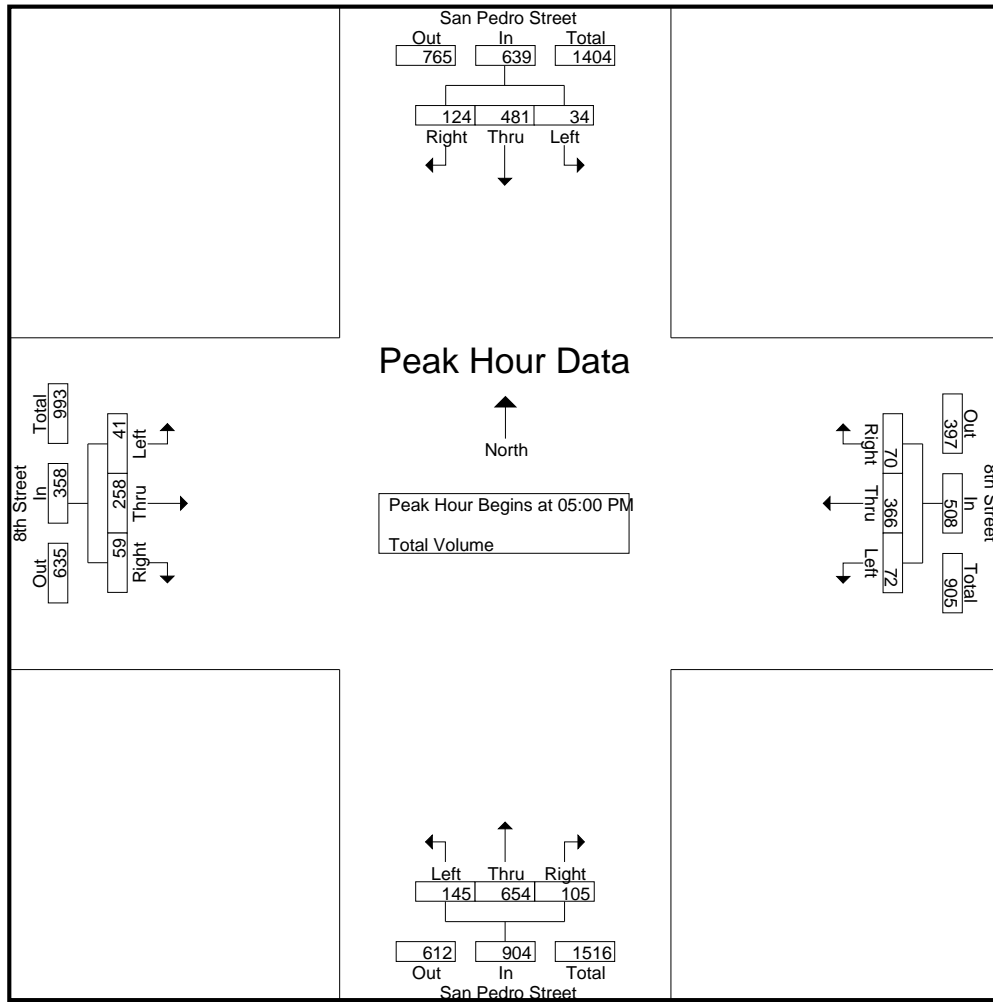 San Pedro Street
Out In Total
765 639 1404
124 481 34
Right Thru Left
Peak Hour Data
North
Peak Hour Begins at 05:00 PM
Total Volume
8th Street
Out In Total
635 358 993
41 258 59
Left Thru Right
8th Street
Out In Total
397 508 905
70 366 72
Right Thru Left
Left Thru Right
145 654 105
612 904 1516
Out In Total
San Pedro Street